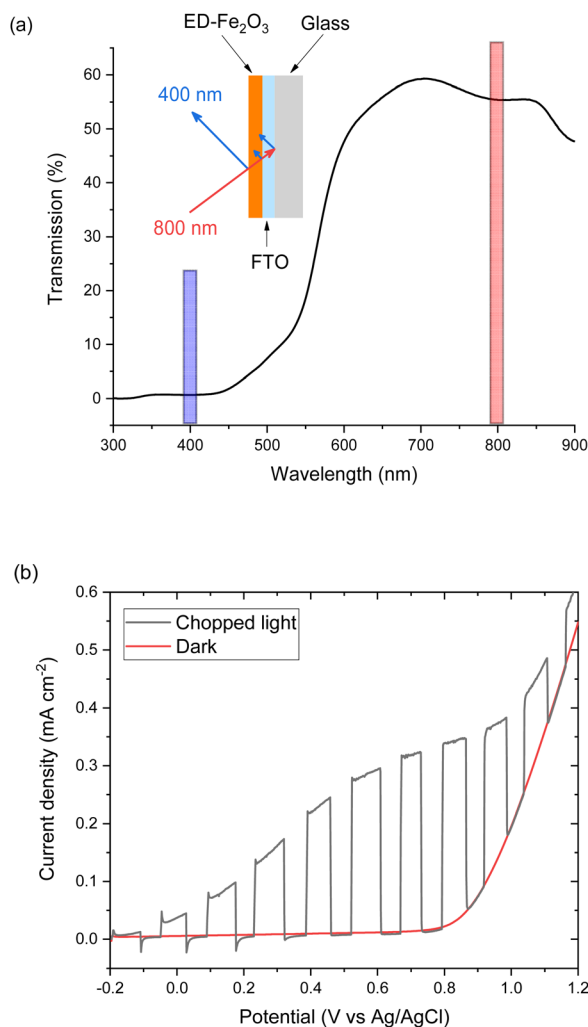 (a)
ED-Fe₂O₃
Glass
400 nm
800 nm
FTO
Transmission (%)
60
50
40
30
20
10
0
300
400
500
600
700
800
900
Wavelength (nm)
(b)
Chopped light
Dark
Current density (mA cm⁻²)
0.6
0.5
0.4
0.3
0.2
0.1
0.0
-0.2
0.0
0.2
0.4
0.6
0.8
1.0
1.2
Potential (V vs Ag/AgCl)